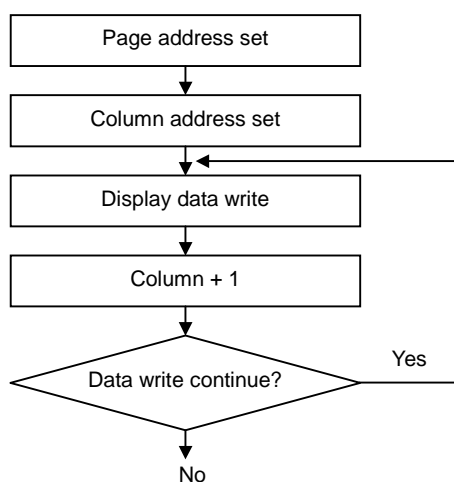 Page address set
Column address set
Display data write
Column + 1
Data write continue?
Yes
No